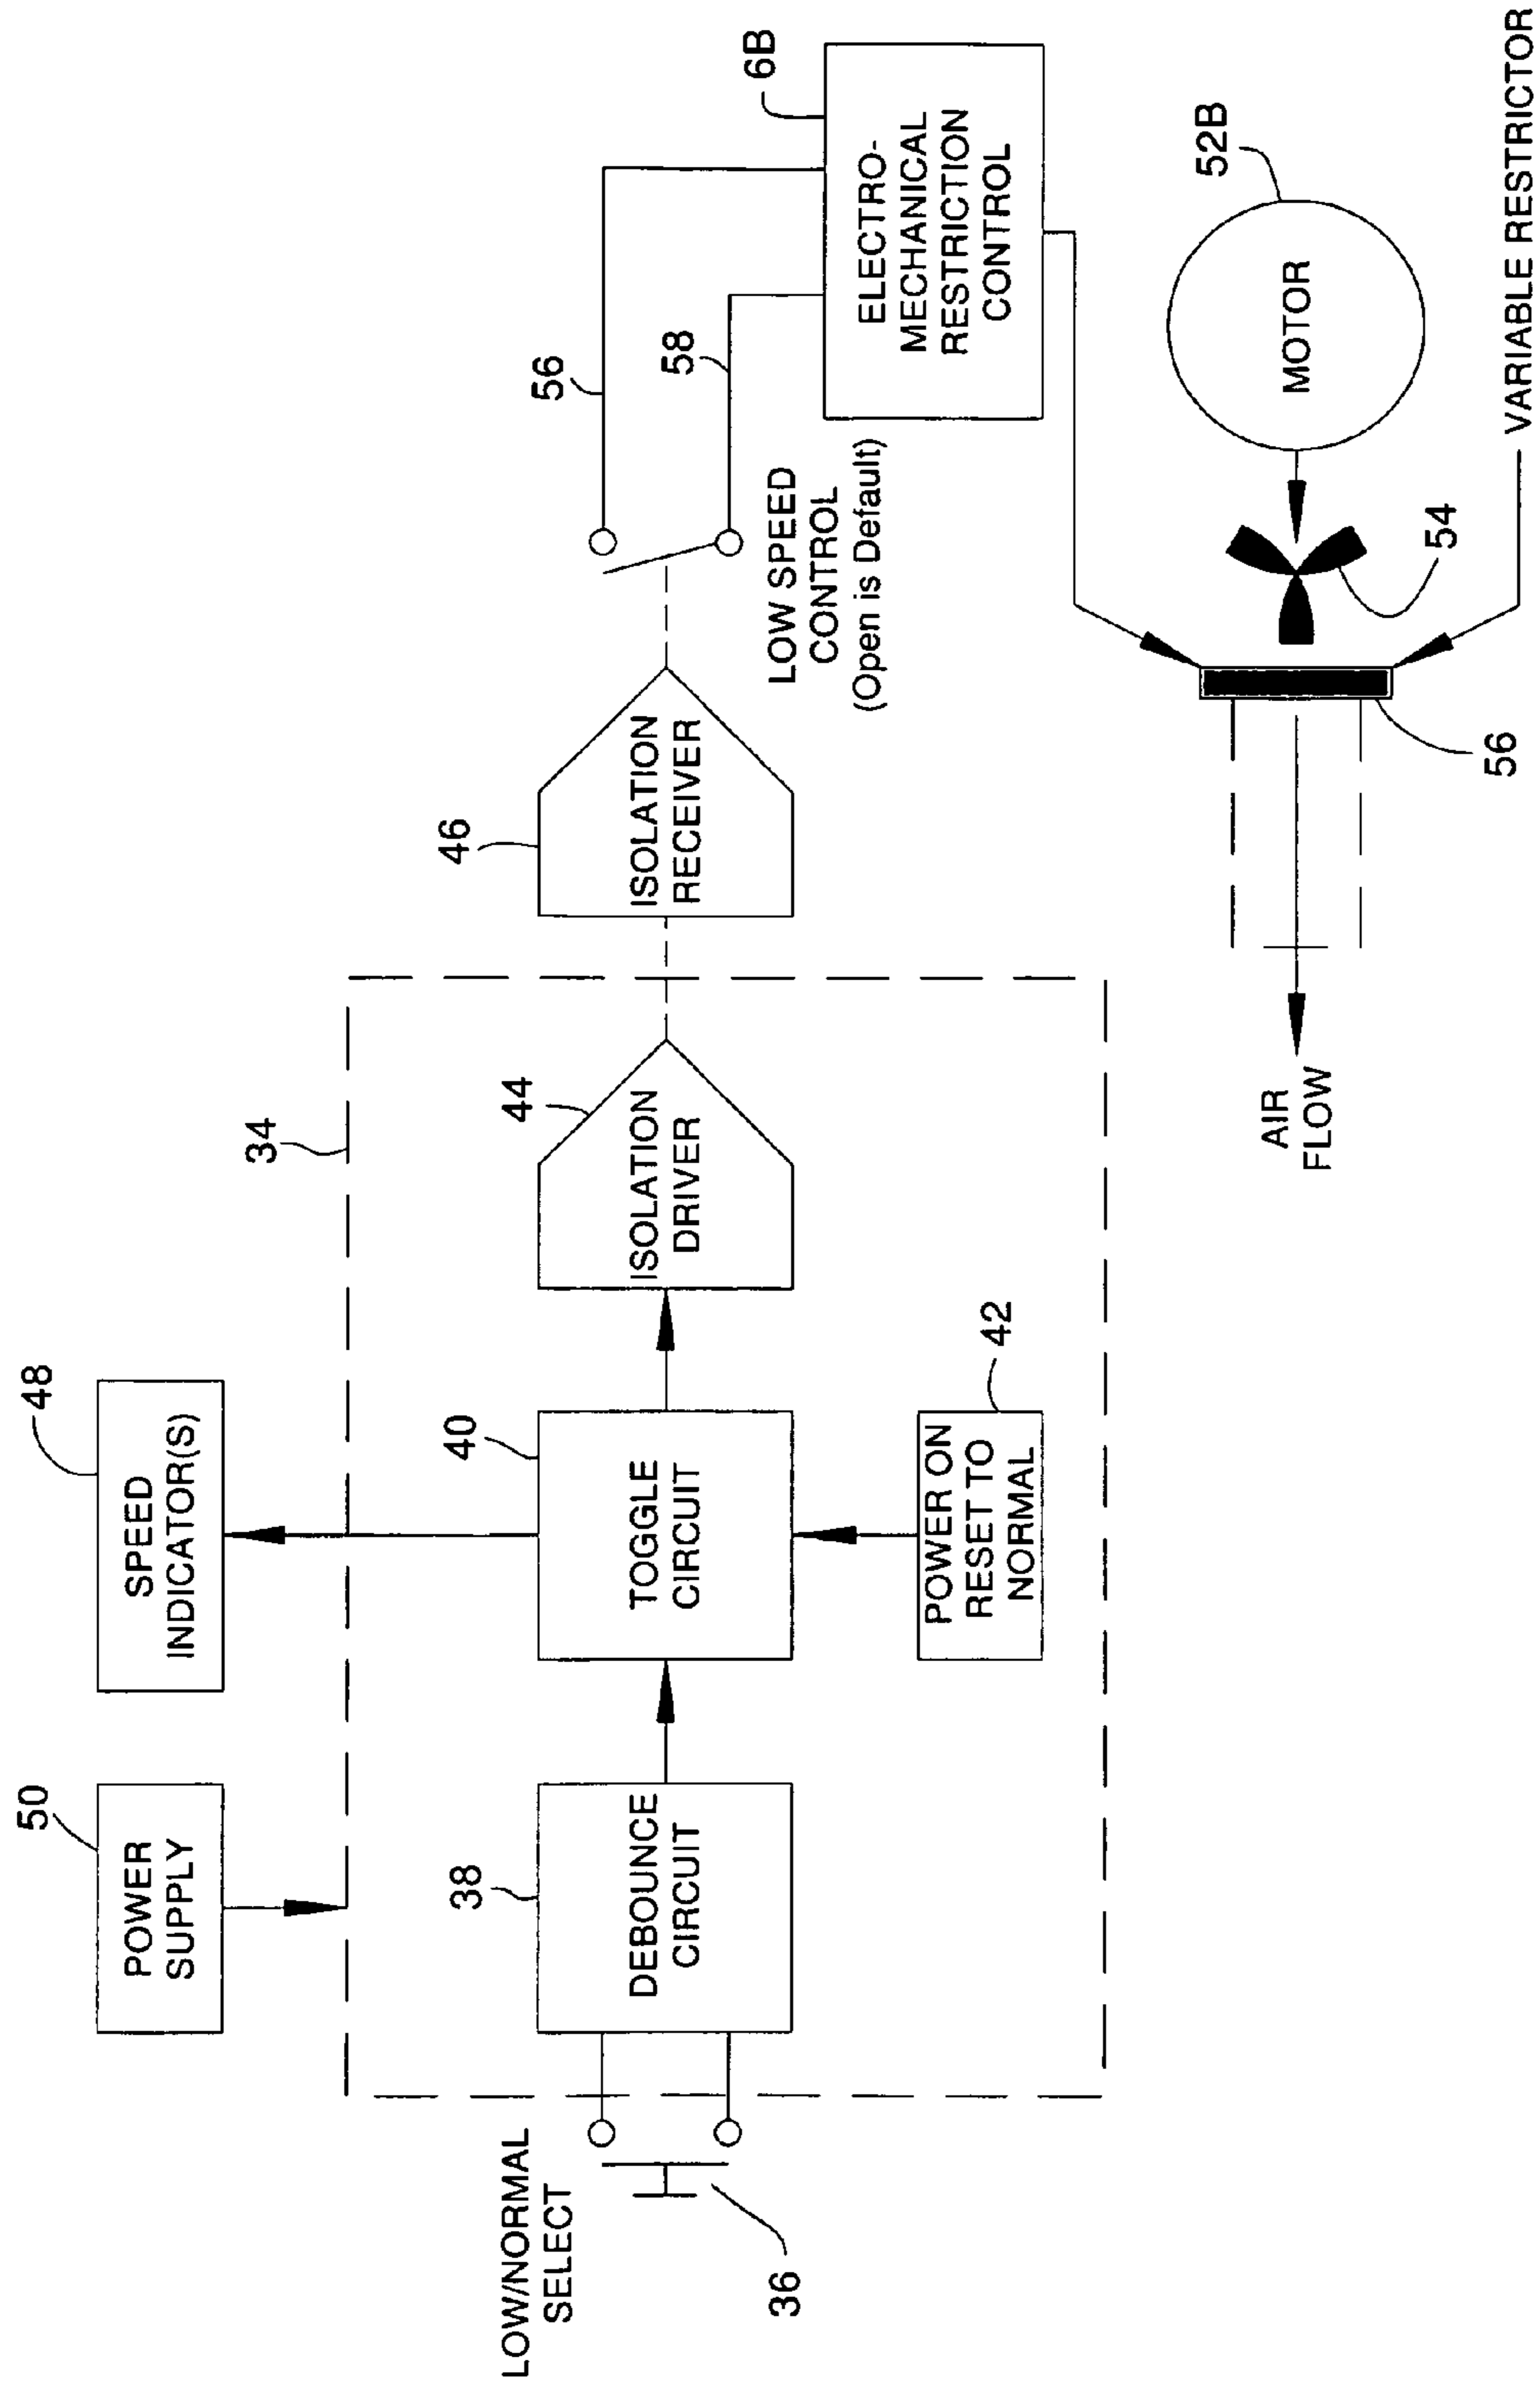 50
POWER
SUPPLY
48
SPEED
INDICATOR(S)
34
LOW/NORMAL
SELECT
36
38
DEBOUNCE
CIRCUIT
40
TOGGLE
CIRCUIT
42
POWER ON
RESET TO
NORMAL
44
ISOLATION
DRIVER
46
ISOLATION
RECEIVER
56
58
LOW SPEED
CONTROL
(Open is Default)
6B
ELECTRO-
MECHANICAL
RESTRICTION
CONTROL
52B
MOTOR
54
56
AIR
FLOW
VARIABLE RESTRICTOR